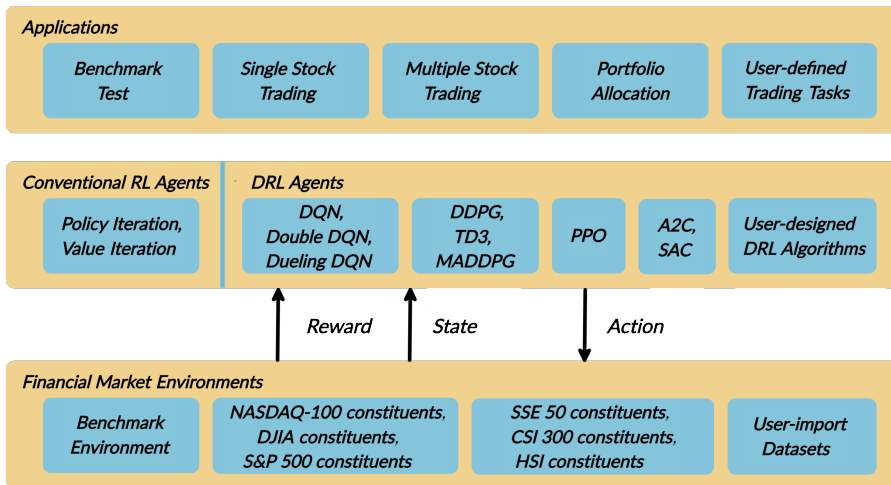 Applications
Benchmark
Test
Single Stock
Trading
Multiple Stock
Trading
Portfolio
Allocation
User-defined
Trading Tasks
Conventional RL Agents
DRL Agents
Policy Iteration,
Value Iteration
DQN,
Double DQN,
Dueling DQN
DDPG,
TD3,
MADDPG
PPO
A2C,
SAC
User-designed
DRL Algorithms
Reward
State
Action
Financial Market Environments
Benchmark
Environment
NASDAQ-100 constituents,
DJIA constituents,
S&P 500 constituents
SSE 50 constituents,
CSI 300 constituents,
HSI constituents
User-import
Datasets